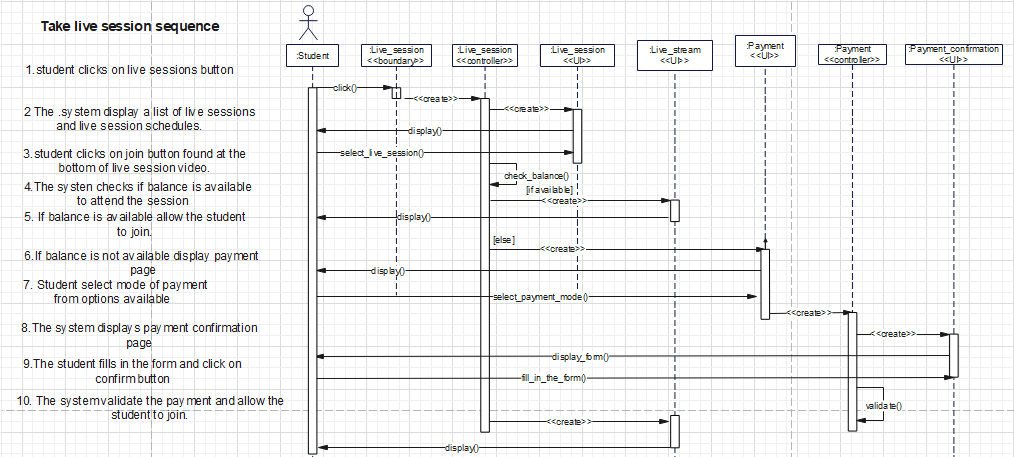 Take live session sequence
:Student
:Live_session
<<boundary>>
:Live_session
<<controller>>
:Live_session
<<UI>>
:Live_stream
<<UI>>
:Payment
<<UI>>
:Payment
<<controller>>
:Payment_confirmation
<<UI>>
1.student clicks on live sessions button
2 The .system display a list of live sessions
and live session schedules.
3.student clicks on join button found at the
bottom of live session video.
4.The systen checks if balance is available
to attend the session
5. If balance is available allow the student
to join.
6.If balance is not available display payment
page
7. Student select mode of payment
from options available
8.The system displays payment confirmation
page
9.The student fills in the form and click on
confirm button
10. The systemvalidate the payment and allow the
student to join.
click()
<<create>>
<<create>>
display()
select_live_session()
check_balance()
[if available]
<<create>>
display()
[else]
<<create>>
display()
select_payment_mode()
<<create>>
<<create>>
display_form()
fill_in_the_form()
validate()
<<create>>
display()